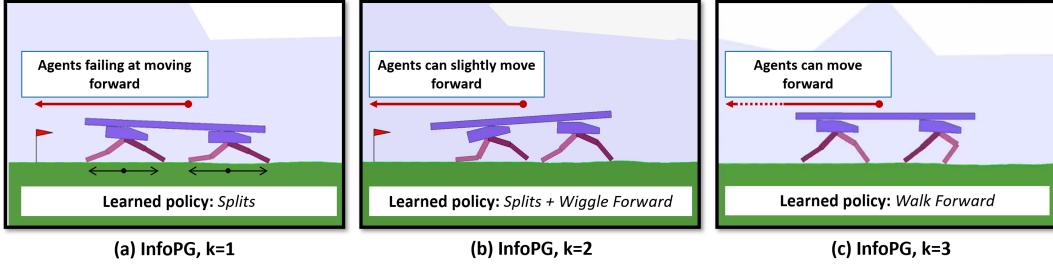 Agents failing at moving
forward
Learned policy: Splits
(a) InfoPG, k=1
Agents can slightly move
forward
Learned policy: Splits + Wiggle Forward
(b) InfoPG, k=2
Agents can move
forward
Learned policy: Walk Forward
(c) InfoPG, k=3